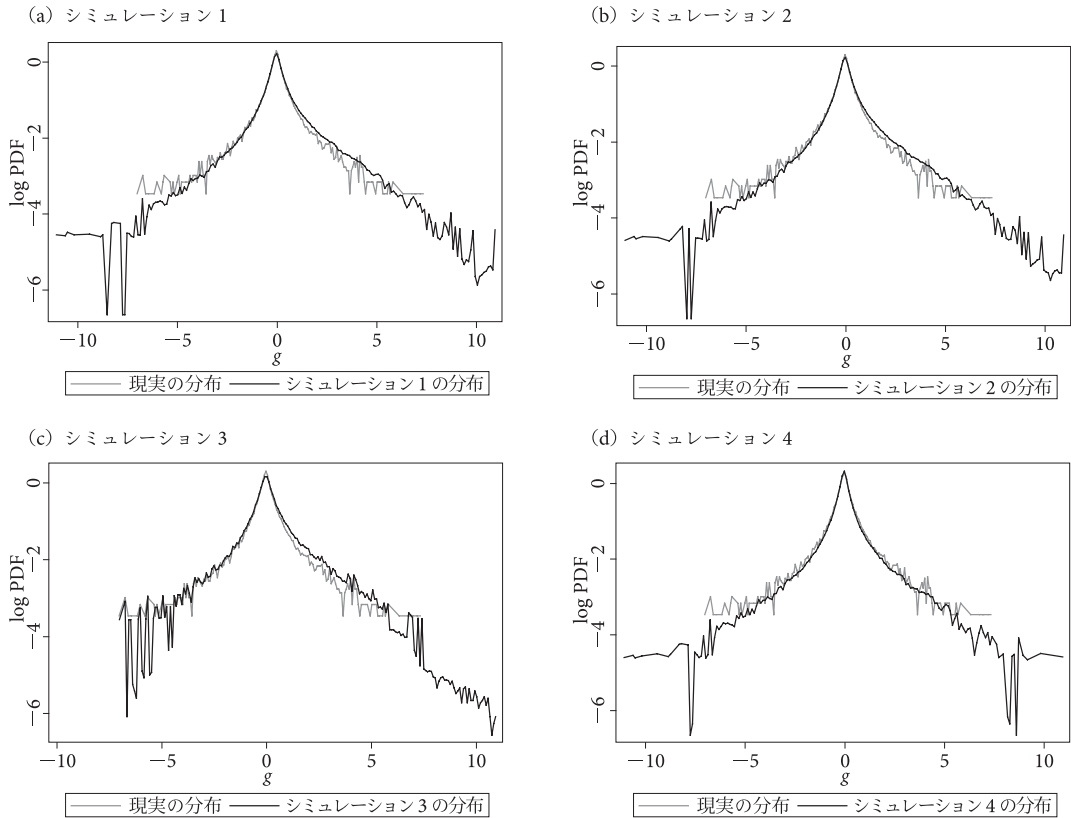 (a) シミュレーション 1
0
−2
−4
−6
log PDF
−10 −5 0 5 10
g
現実の分布 シミュレーション 1 の分布
(b) シミュレーション 2
0
−2
−4
−6
log PDF
−10 −5 0 5 10
g
現実の分布 シミュレーション 2 の分布
(c) シミュレーション 3
0
−2
−4
−6
log PDF
−10 −5 0 5 10
g
現実の分布 シミュレーション 3 の分布
(d) シミュレーション 4
0
−2
−4
−6
log PDF
−10 −5 0 5 10
g
現実の分布 シミュレーション 4 の分布